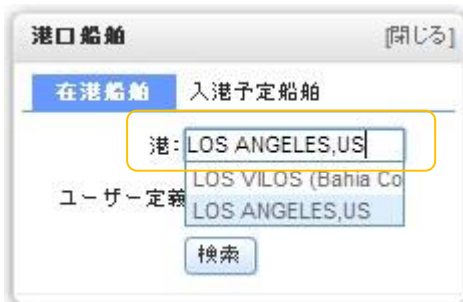 港口船舶 [閉じる]
在港船舶 入港予定船舶
港: LOS ANGELES,US
LOS VILOS (Bahia Co
ユーザー定義
LOS ANGELES,US
検索